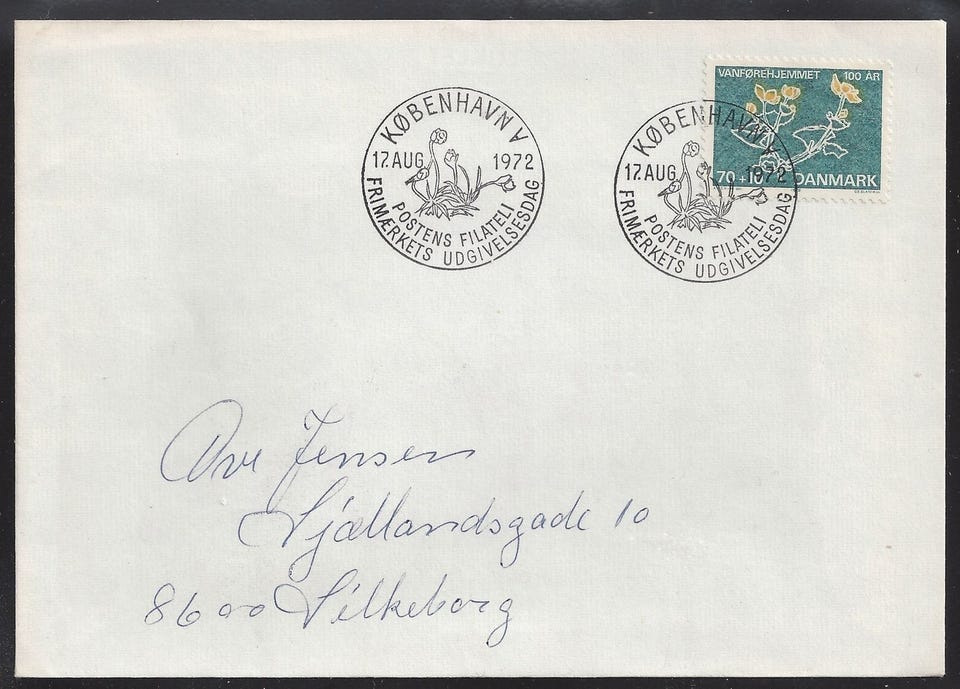 KØBENHAVN V
17. AUG 1972
POSTENS FILATELI
FRIMÆRKETS UDGIVELSESDAG
KØBENHAVN V
17. AUG 1972
POSTENS FILATELI
FRIMÆRKETS UDGIVELSESDAG
VANFØREHJEMMET 100 ÅR
70 + DANMARK
Ove Jensen
Sjællandsgade 10
8600 Silkeborg